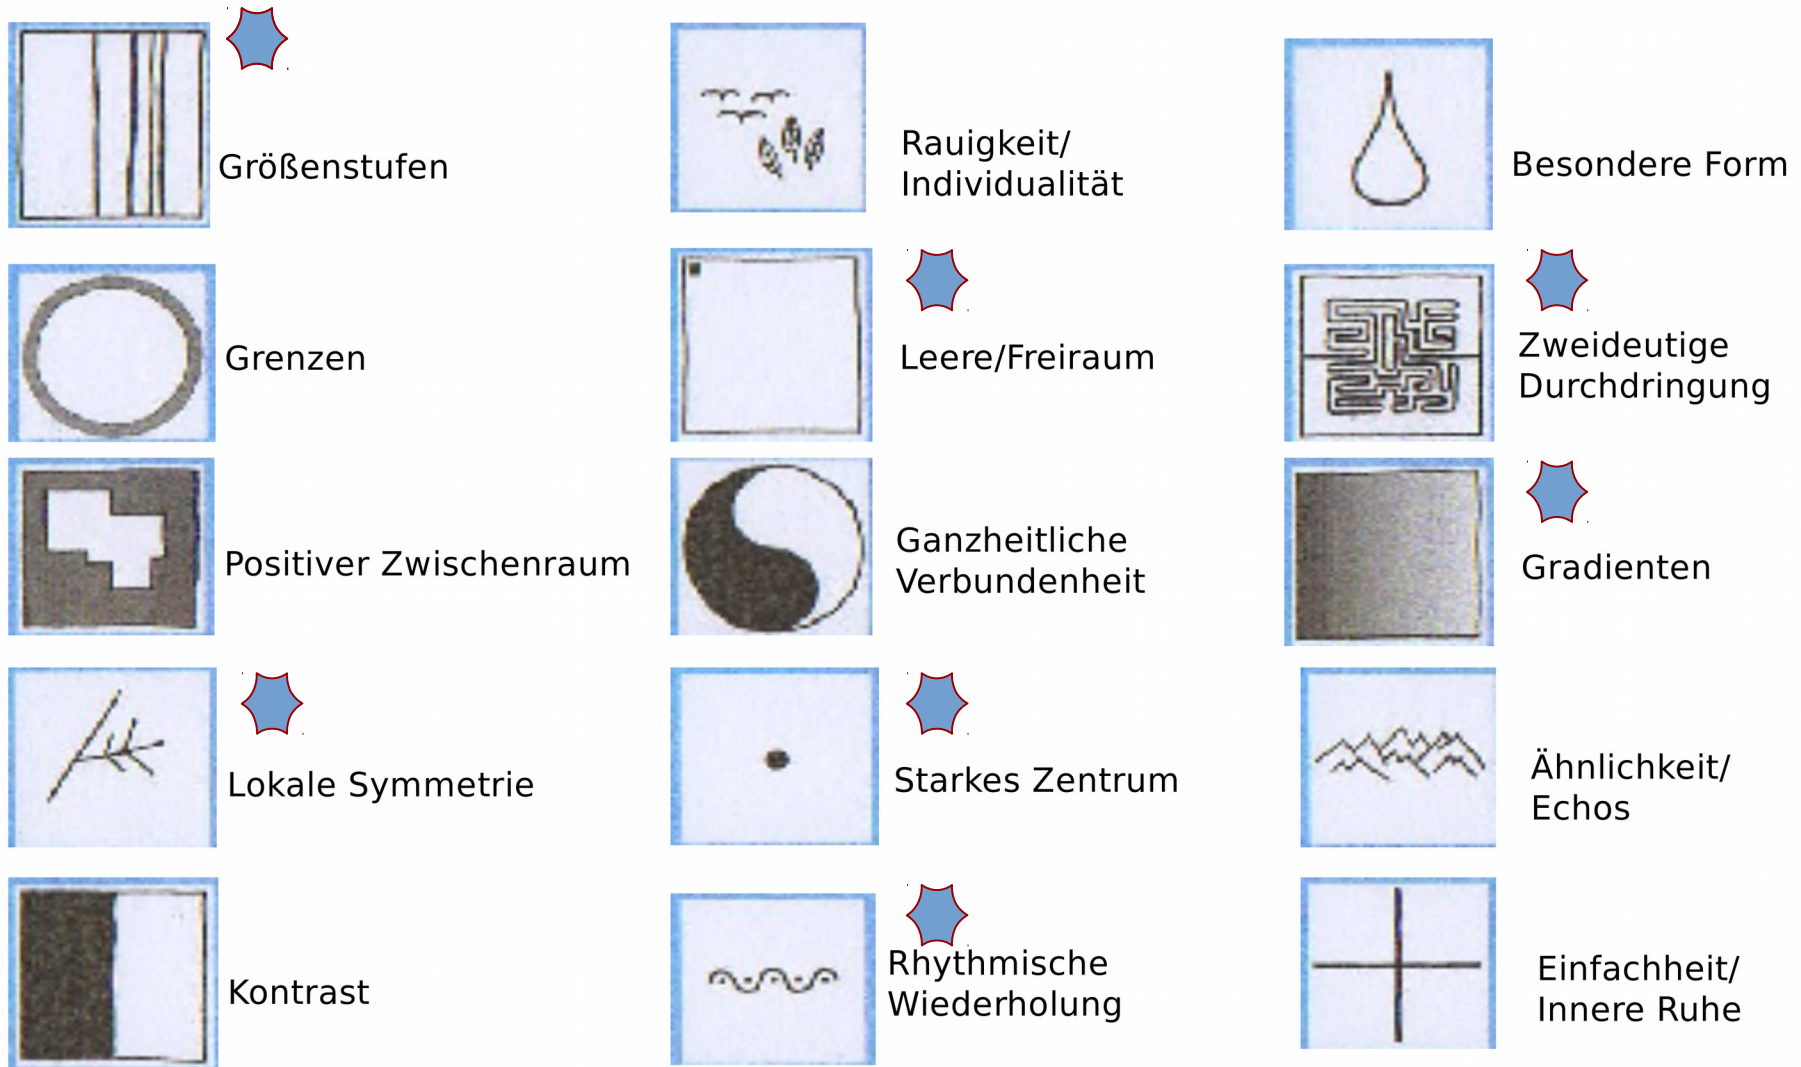 Größenstufen
Rauigkeit/
Individualität
Besondere Form
Grenzen
Leere/Freiraum
Zweideutige
Durchdringung
Positiver Zwischenraum
Ganzheitliche
Verbundenheit
Gradienten
Lokale Symmetrie
Starkes Zentrum
Ähnlichkeit/
Echos
Kontrast
Rhythmische
Wiederholung
Einfachheit/
Innere Ruhe